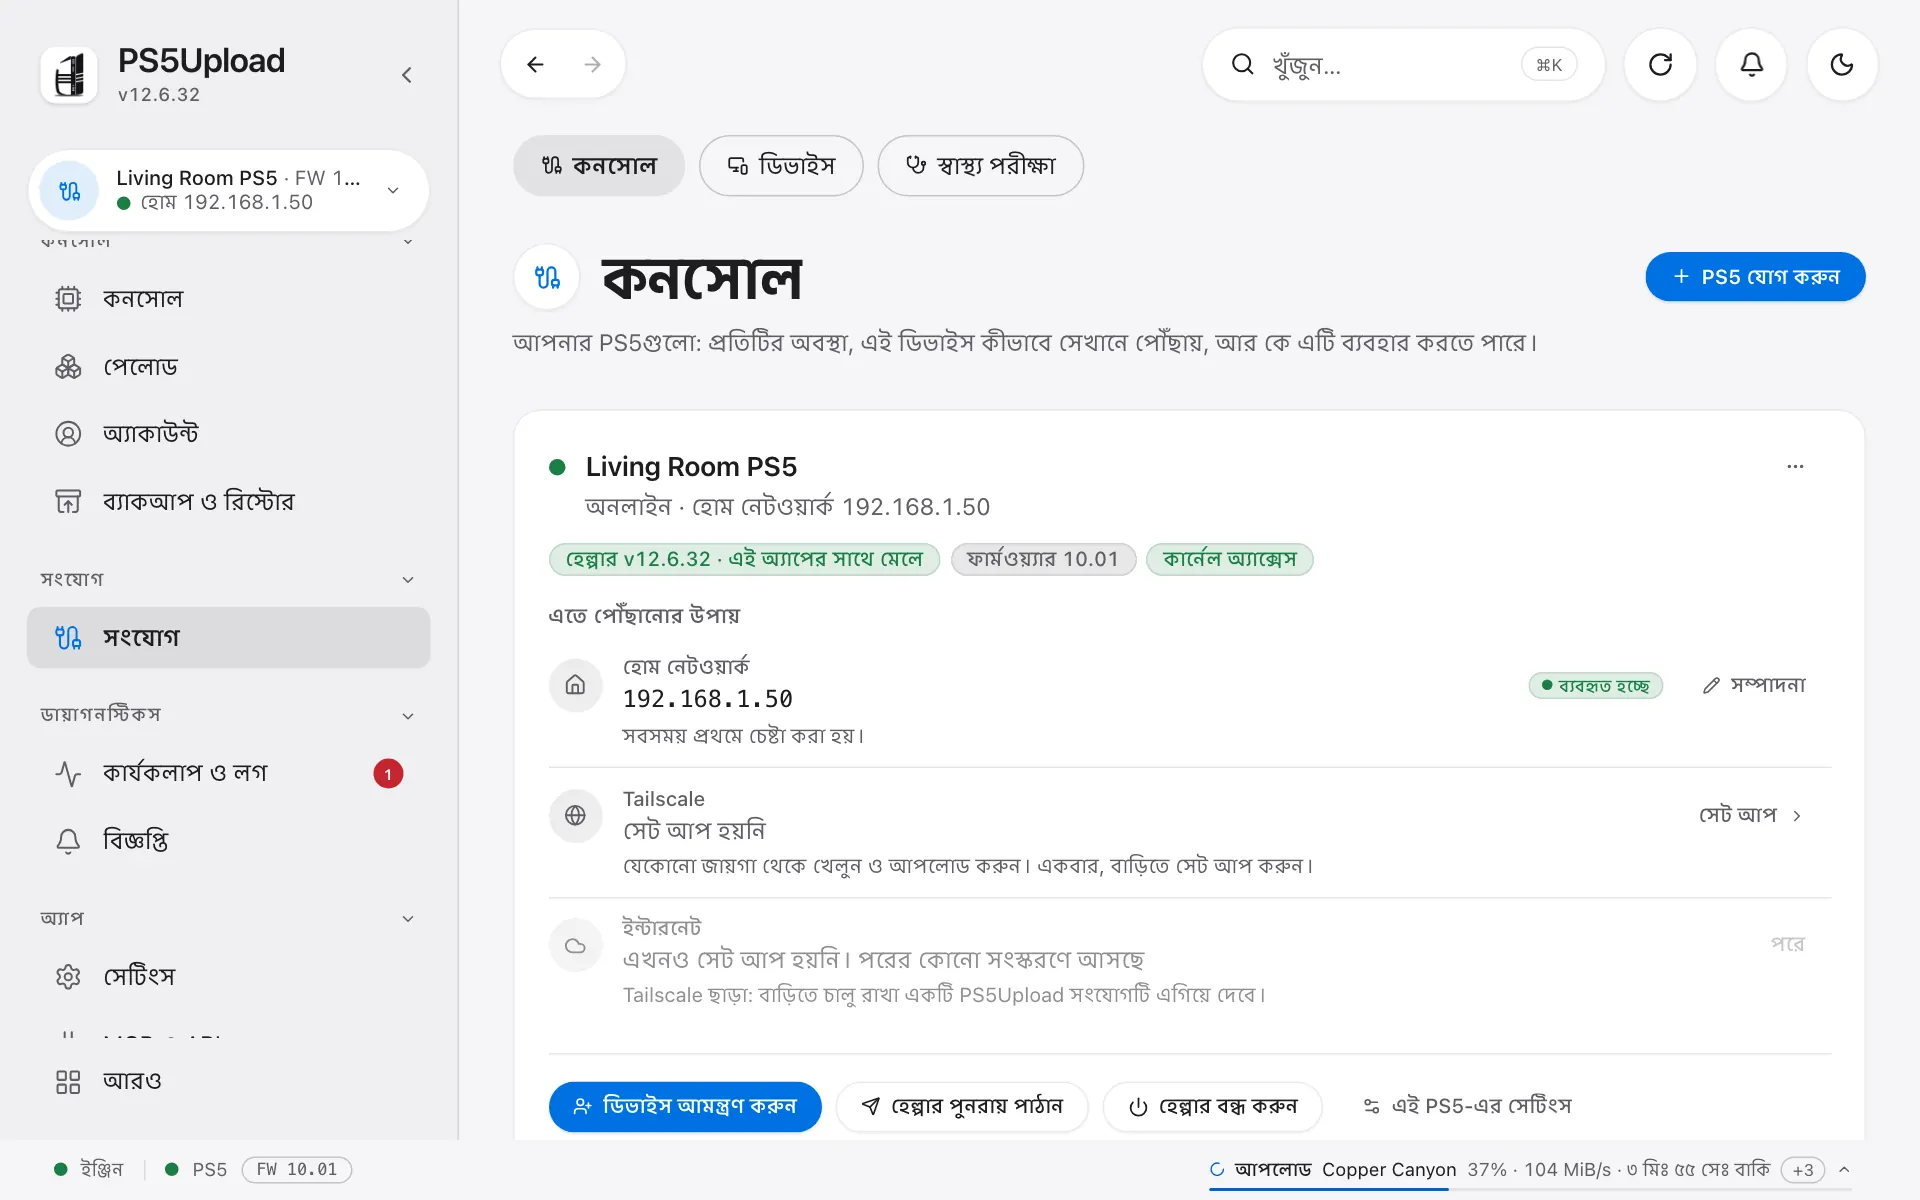 PS5Upload
v12.6.32
Living Room PS5 · FW 1...
হোম 192.168.1.50
কনসোল
কনসোল
পেলোড
অ্যাকাউন্ট
ব্যাকআপ ও রিস্টোর
সংযোগ
সংযোগ
ডায়াগনস্টিকস
কার্যকলাপ ও লগ
1
বিজ্ঞপ্তি
অ্যাপ
সেটিংস
আরও
খুঁজুন...
⌘K
কনসোল
ডিভাইস
স্বাস্থ্য পরীক্ষা
কনসোল
PS5 যোগ করুন
আপনার PS5গুলো: প্রতিটির অবস্থা, এই ডিভাইস কীভাবে সেখানে পৌঁছায়, আর কে এটি ব্যবহার করতে পারে।
Living Room PS5
অনলাইন · হোম নেটওয়ার্ক 192.168.1.50
হেল্পার v12.6.32 · এই অ্যাপের সাথে মেলে
ফার্মওয়্যার 10.01
কার্নেল অ্যাক্সেস
এতে পৌঁছানোর উপায়
হোম নেটওয়ার্ক
192.168.1.50
সবসময় প্রথমে চেষ্টা করা হয়।
ব্যবহৃত হচ্ছে
সম্পাদনা
Tailscale
সেট আপ হয়নি
যেকোনো জায়গা থেকে খেলুন ও আপলোড করুন। একবার, বাড়িতে সেট আপ করুন।
সেট আপ
ইন্টারনেট
এখনও সেট আপ হয়নি। পরের কোনো সংস্করণে আসছে
Tailscale ছাড়া: বাড়িতে চালু রাখা একটি PS5Upload সংযোগটি এগিয়ে দেবে।
পরে
ডিভাইস আমন্ত্রণ করুন
হেল্পার পুনরায় পাঠান
হেল্পার বন্ধ করুন
এই PS5-এর সেটিংস
ইঞ্জিন
PS5
FW 10.01
আপলোড Copper Canyon 37% · 104 MiB/s · ৩ মিঃ ৫৫ সেঃ বাকি
+3